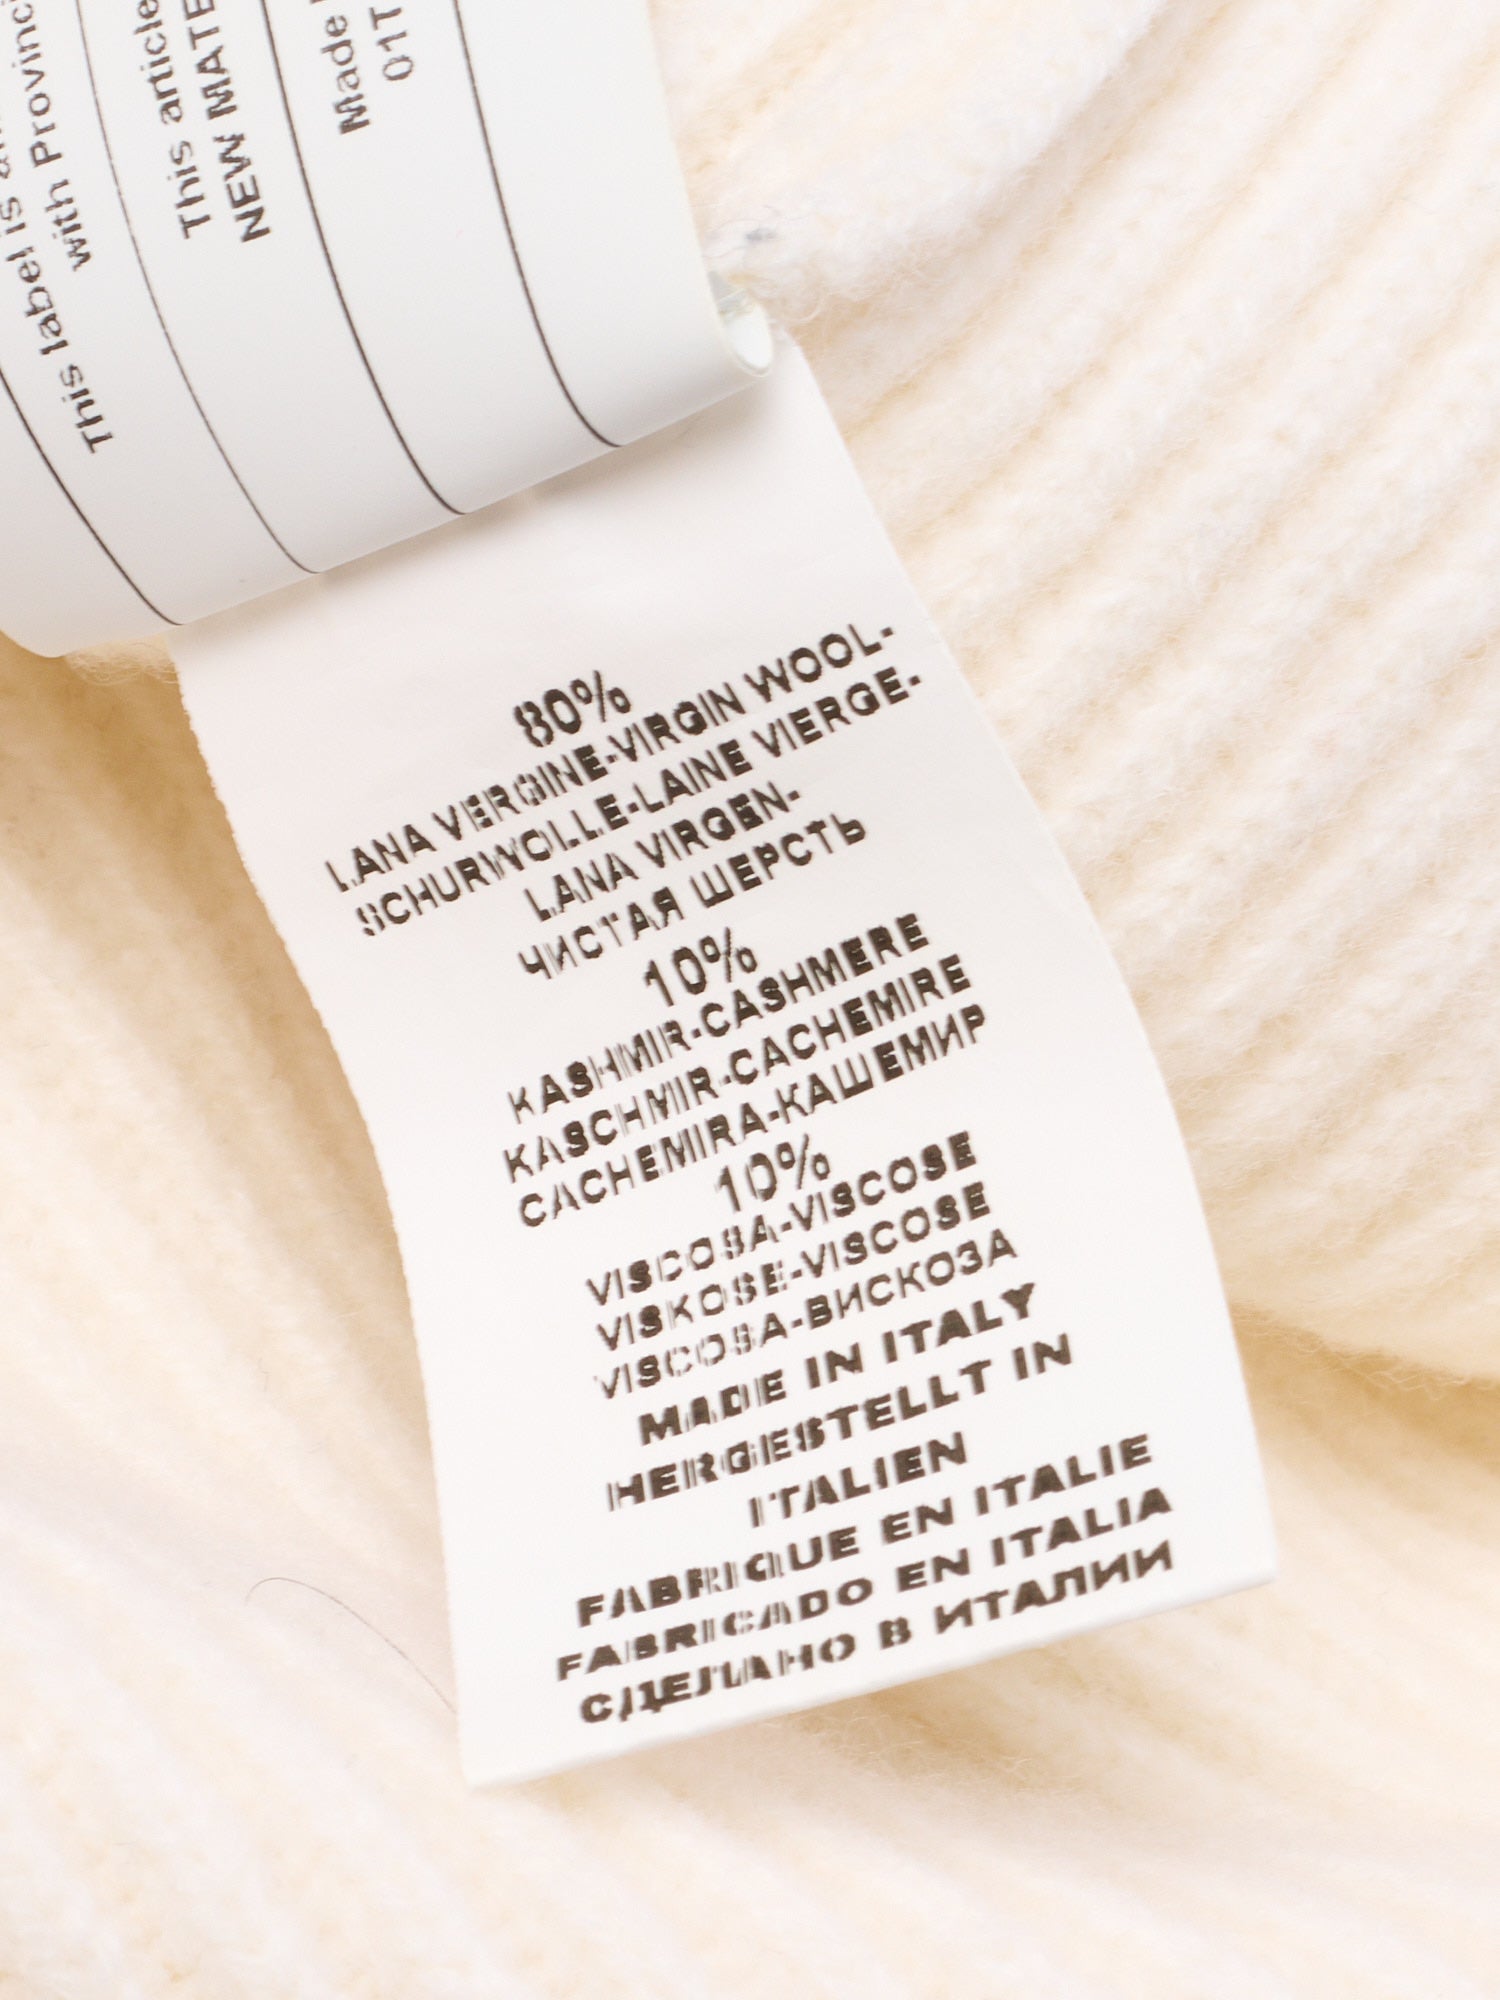 This label is
with Provinci
This article
NEW MATE
Made
01T
80%
LANA VERGINE-VIRGIN WOOL-
SCHURWOLLE-LAINE VIERGE-
LANA VIRGEN-
ЧИСТАЯ ШЕРСТЬ
10%
KASHMIR-CASHMERE
KASCHMIR-CACHEMIRE
CACHEMIRA-КАШЕМИР
10%
VISCOSA-VISCOSE
VISKOSE-VISCOSE
VISCOSA-ВИСКОЗА
MADE IN ITALY
HERGESTELLT IN
ITALIEN
FABRIQUE EN ITALIE
FABRICADO EN ITALIA
СДЕЛАНО В ИТАЛИИ